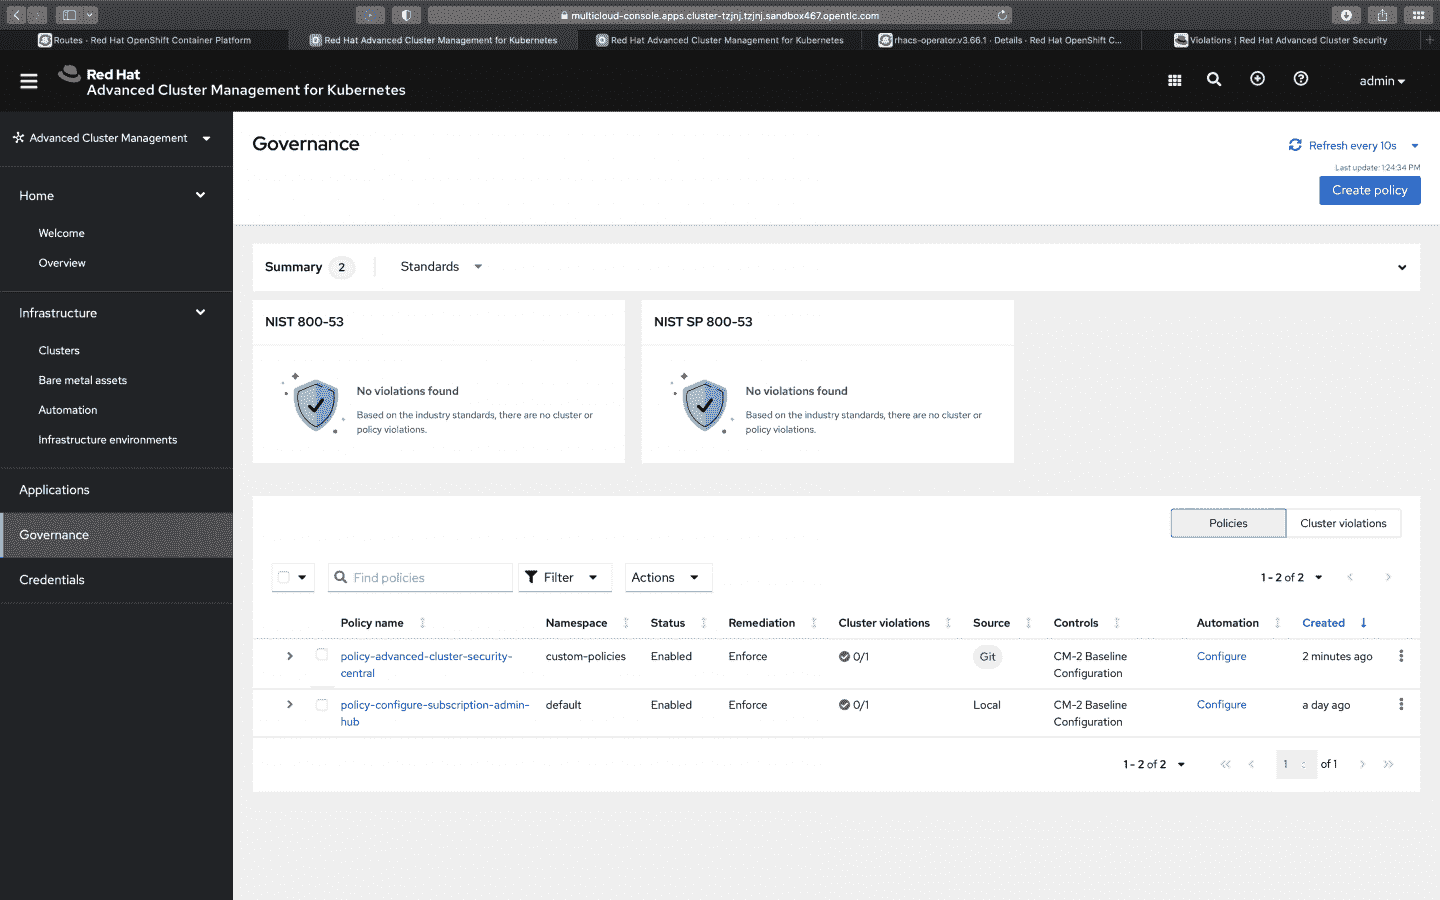 multicloud-console.apps.cluster-tzjnj.tzjnj.sandbox467.opentlc.com
Routes · Red Hat OpenShift Container Platform
Red Hat Advanced Cluster Management for Kubernetes
Red Hat Advanced Cluster Management for Kubernetes
rhacs-operator.v3.66.1 · Details · Red Hat OpenShift C...
Violations | Red Hat Advanced Cluster Security
Red Hat
Advanced Cluster Management for Kubernetes
admin
Advanced Cluster Management
Home
Welcome
Overview
Infrastructure
Clusters
Bare metal assets
Automation
Infrastructure environments
Applications
Governance
Credentials
Governance
Refresh every 10s
Last update: 1:24:34 PM
Create policy
Summary 2 Standards
NIST 800-53
No violations found
Based on the industry standards, there are no cluster or
policy violations.
NIST SP 800-53
No violations found
Based on the industry standards, there are no cluster or
policy violations.
Policies Cluster violations
Find policies Filter Actions 1 - 2 of 2
Policy name Namespace Status Remediation Cluster violations Source Controls Automation Created
policy-advanced-cluster-security- custom-policies Enabled Enforce 0/1 Git CM-2 Baseline Configure 2 minutes ago
central Configuration
policy-configure-subscription-admin- default Enabled Enforce 0/1 Local CM-2 Baseline Configure a day ago
hub Configuration
1 - 2 of 2 1 of 1